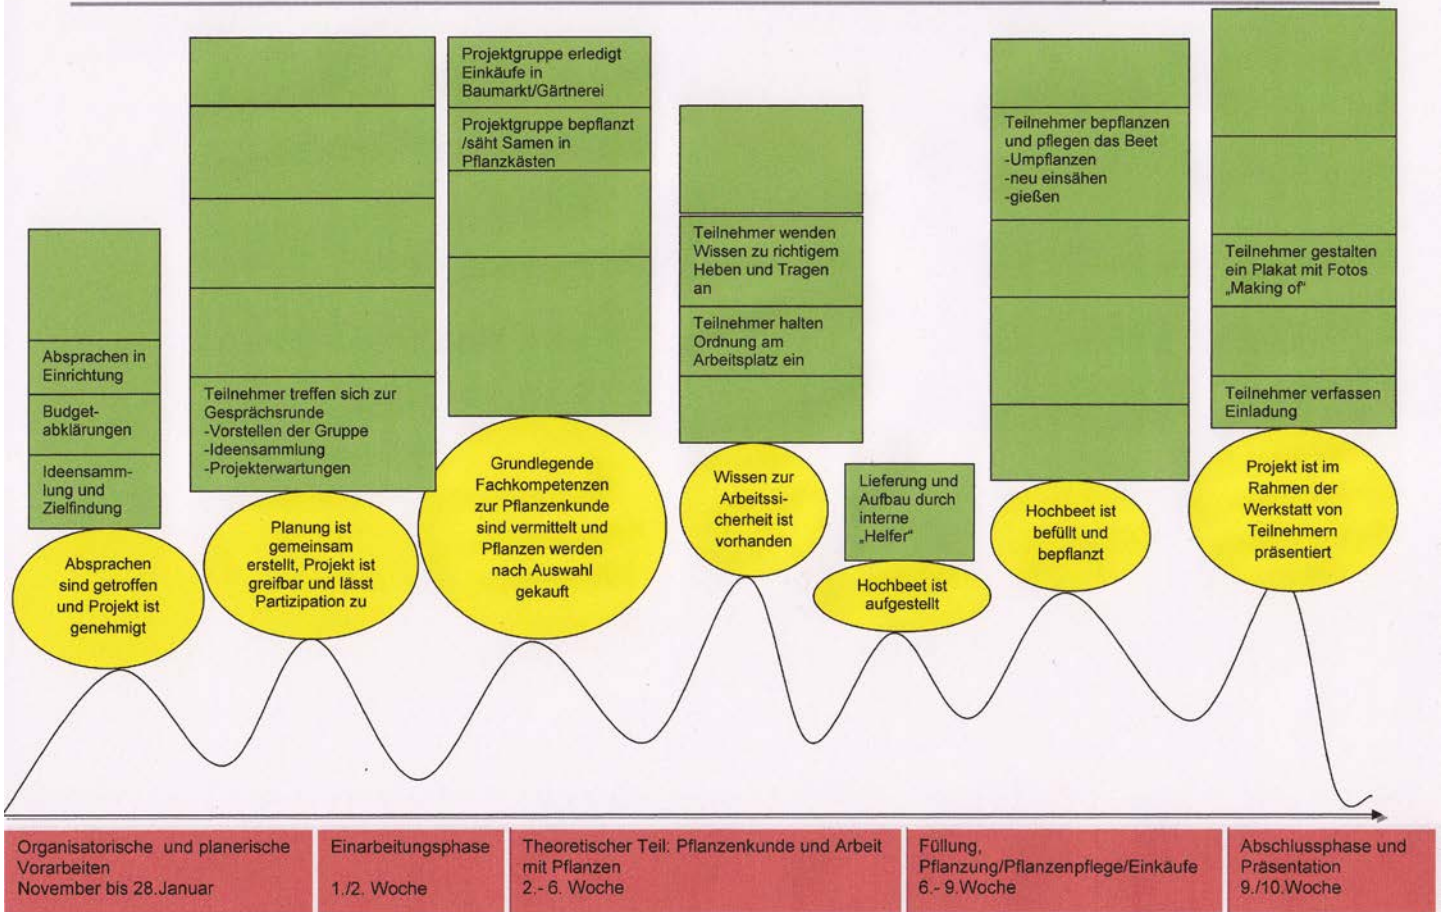 Absprachen in
Einrichtung
Budget-
abklärungen
Ideensamm-
lung und
Zielfindung
Absprachen
sind getroffen
und Projekt ist
genehmigt
Teilnehmer treffen sich zur
Gesprächsrunde
-Vorstellen der Gruppe
-Ideensammlung
-Projekterwartungen
Planung ist
gemeinsam
erstellt, Projekt ist
greifbar und lässt
Partizipation zu
Projektgruppe erledigt
Einkäufe in
Baumarkt/Gärtnerei
Projektgruppe bepflanzt
/säht Samen in
Pflanzkästen
Grundlegende
Fachkompetenzen
zur Pflanzenkunde
sind vermittelt und
Pflanzen werden
nach Auswahl
gekauft
Teilnehmer wenden
Wissen zu richtigem
Heben und Tragen
an
Teilnehmer halten
Ordnung am
Arbeitsplatz ein
Wissen zur
Arbeitssi-
cherheit ist
vorhanden
Lieferung und
Aufbau durch
interne
„Helfer“
Hochbeet ist
aufgestellt
Teilnehmer bepflanzen
und pflegen das Beet
-Umpflanzen
-neu einsähen
-gießen
Hochbeet ist
befüllt und
bepflanzt
Teilnehmer gestalten
ein Plakat mit Fotos
„Making of“
Teilnehmer verfassen
Einladung
Projekt ist im
Rahmen der
Werkstatt von
Teilnehmern
präsentiert
Organisatorische und planerische
Vorarbeiten
November bis 28.Januar
Einarbeitungsphase
1./2. Woche
Theoretischer Teil: Pflanzenkunde und Arbeit
mit Pflanzen
2.- 6. Woche
Füllung,
Pflanzung/Pflanzenpflege/Einkäufe
6.- 9.Woche
Abschlussphase und
Präsentation
9./10.Woche